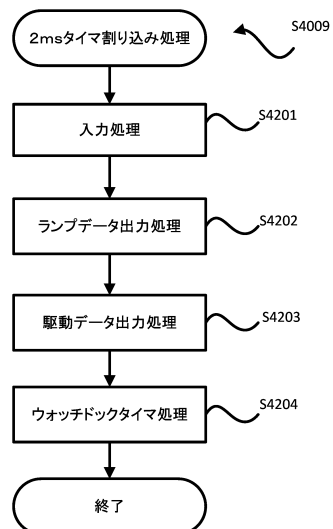 2msタイマ割り込み処理
S4009
入力処理
S4201
ランプデータ出力処理
S4202
駆動データ出力処理
S4203
ウォッチドックタイマ処理
S4204
終了